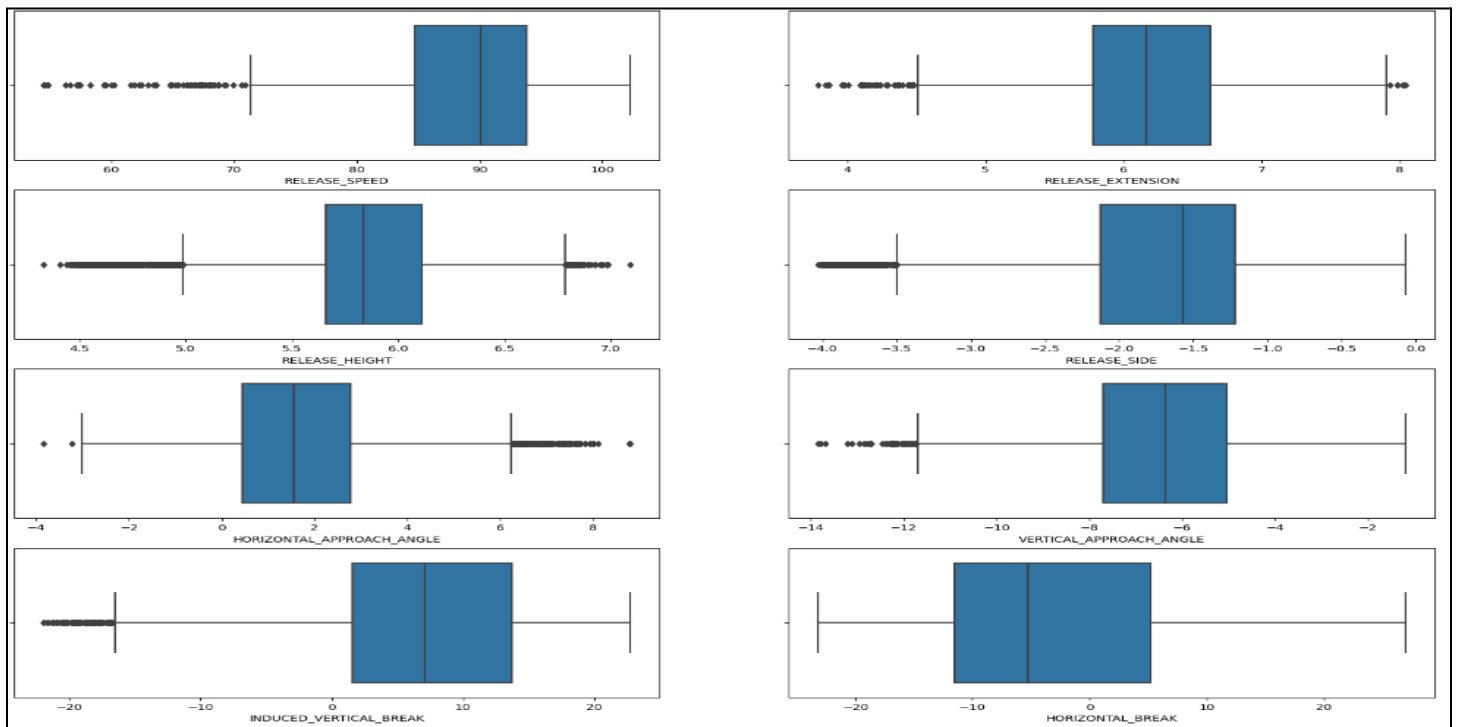 60 70 80 90 100
RELEASE_SPEED
4 5 6 7 8
RELEASE_EXTENSION
4.5 5.0 5.5 6.0 6.5 7.0
RELEASE_HEIGHT
−4.0 −3.5 −3.0 −2.5 −2.0 −1.5 −1.0 −0.5 0.0
RELEASE_SIDE
−4 −2 0 2 4 6 8
HORIZONTAL_APPROACH_ANGLE
−14 −12 −10 −8 −6 −4 −2
VERTICAL_APPROACH_ANGLE
−20 −10 0 10 20
INDUCED_VERTICAL_BREAK
−20 −10 0 10 20
HORIZONTAL_BREAK